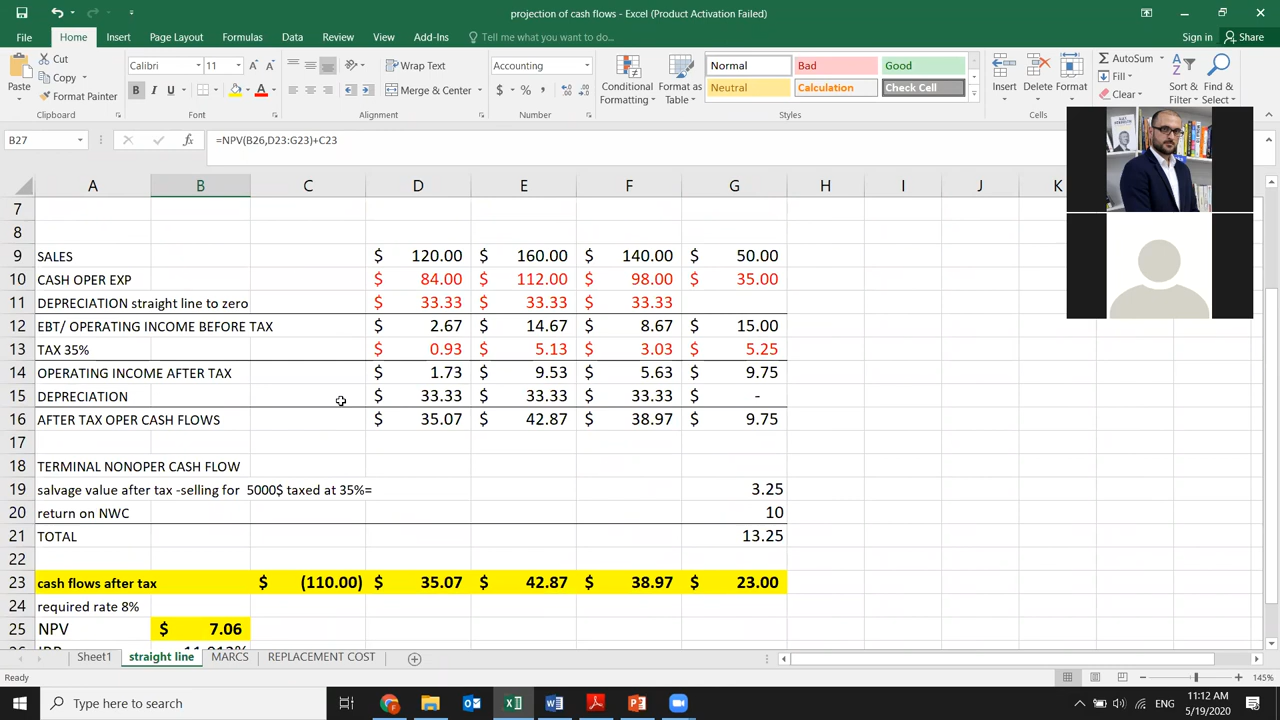 projection of cash flows - Excel (Product Activation Failed)
File Home Insert Page Layout Formulas Data Review View Add-Ins Tell me what you want to do... Sign in Share
Cut
Copy
Format Painter
Paste
Clipboard
Calibri 11
B I U
Font
Wrap Text
Merge & Center
Alignment
Accounting
$ % ,
Number
Conditional Formatting
Format as Table
Normal Bad Good
Neutral Calculation Check Cell
Styles
Insert Delete Format
Cells
AutoSum
Fill
Clear
Sort & Filter
Find & Select
B27 =NPV(B26,D23:G23)+C23
A B C D E F G H I J K
7
8
9 SALES $ 120.00 $ 160.00 $ 140.00 $ 50.00
10 CASH OPER EXP $ 84.00 $ 112.00 $ 98.00 $ 35.00
11 DEPRECIATION straight line to zero $ 33.33 $ 33.33 $ 33.33
12 EBT/ OPERATING INCOME BEFORE TAX $ 2.67 $ 14.67 $ 8.67 $ 15.00
13 TAX 35% $ 0.93 $ 5.13 $ 3.03 $ 5.25
14 OPERATING INCOME AFTER TAX $ 1.73 $ 9.53 $ 5.63 $ 9.75
15 DEPRECIATION $ 33.33 $ 33.33 $ 33.33 $ -
16 AFTER TAX OPER CASH FLOWS $ 35.07 $ 42.87 $ 38.97 $ 9.75
17
18 TERMINAL NONOPER CASH FLOW
19 salvage value after tax -selling for 5000$ taxed at 35%= 3.25
20 return on NWC 10
21 TOTAL 13.25
22
23 cash flows after tax $ (110.00) $ 35.07 $ 42.87 $ 38.97 $ 23.00
24 required rate 8%
25 NPV $ 7.06
Sheet1 straight line MARCS REPLACEMENT COST
Ready 145%
Type here to search
ENG
11:12 AM
5/19/2020